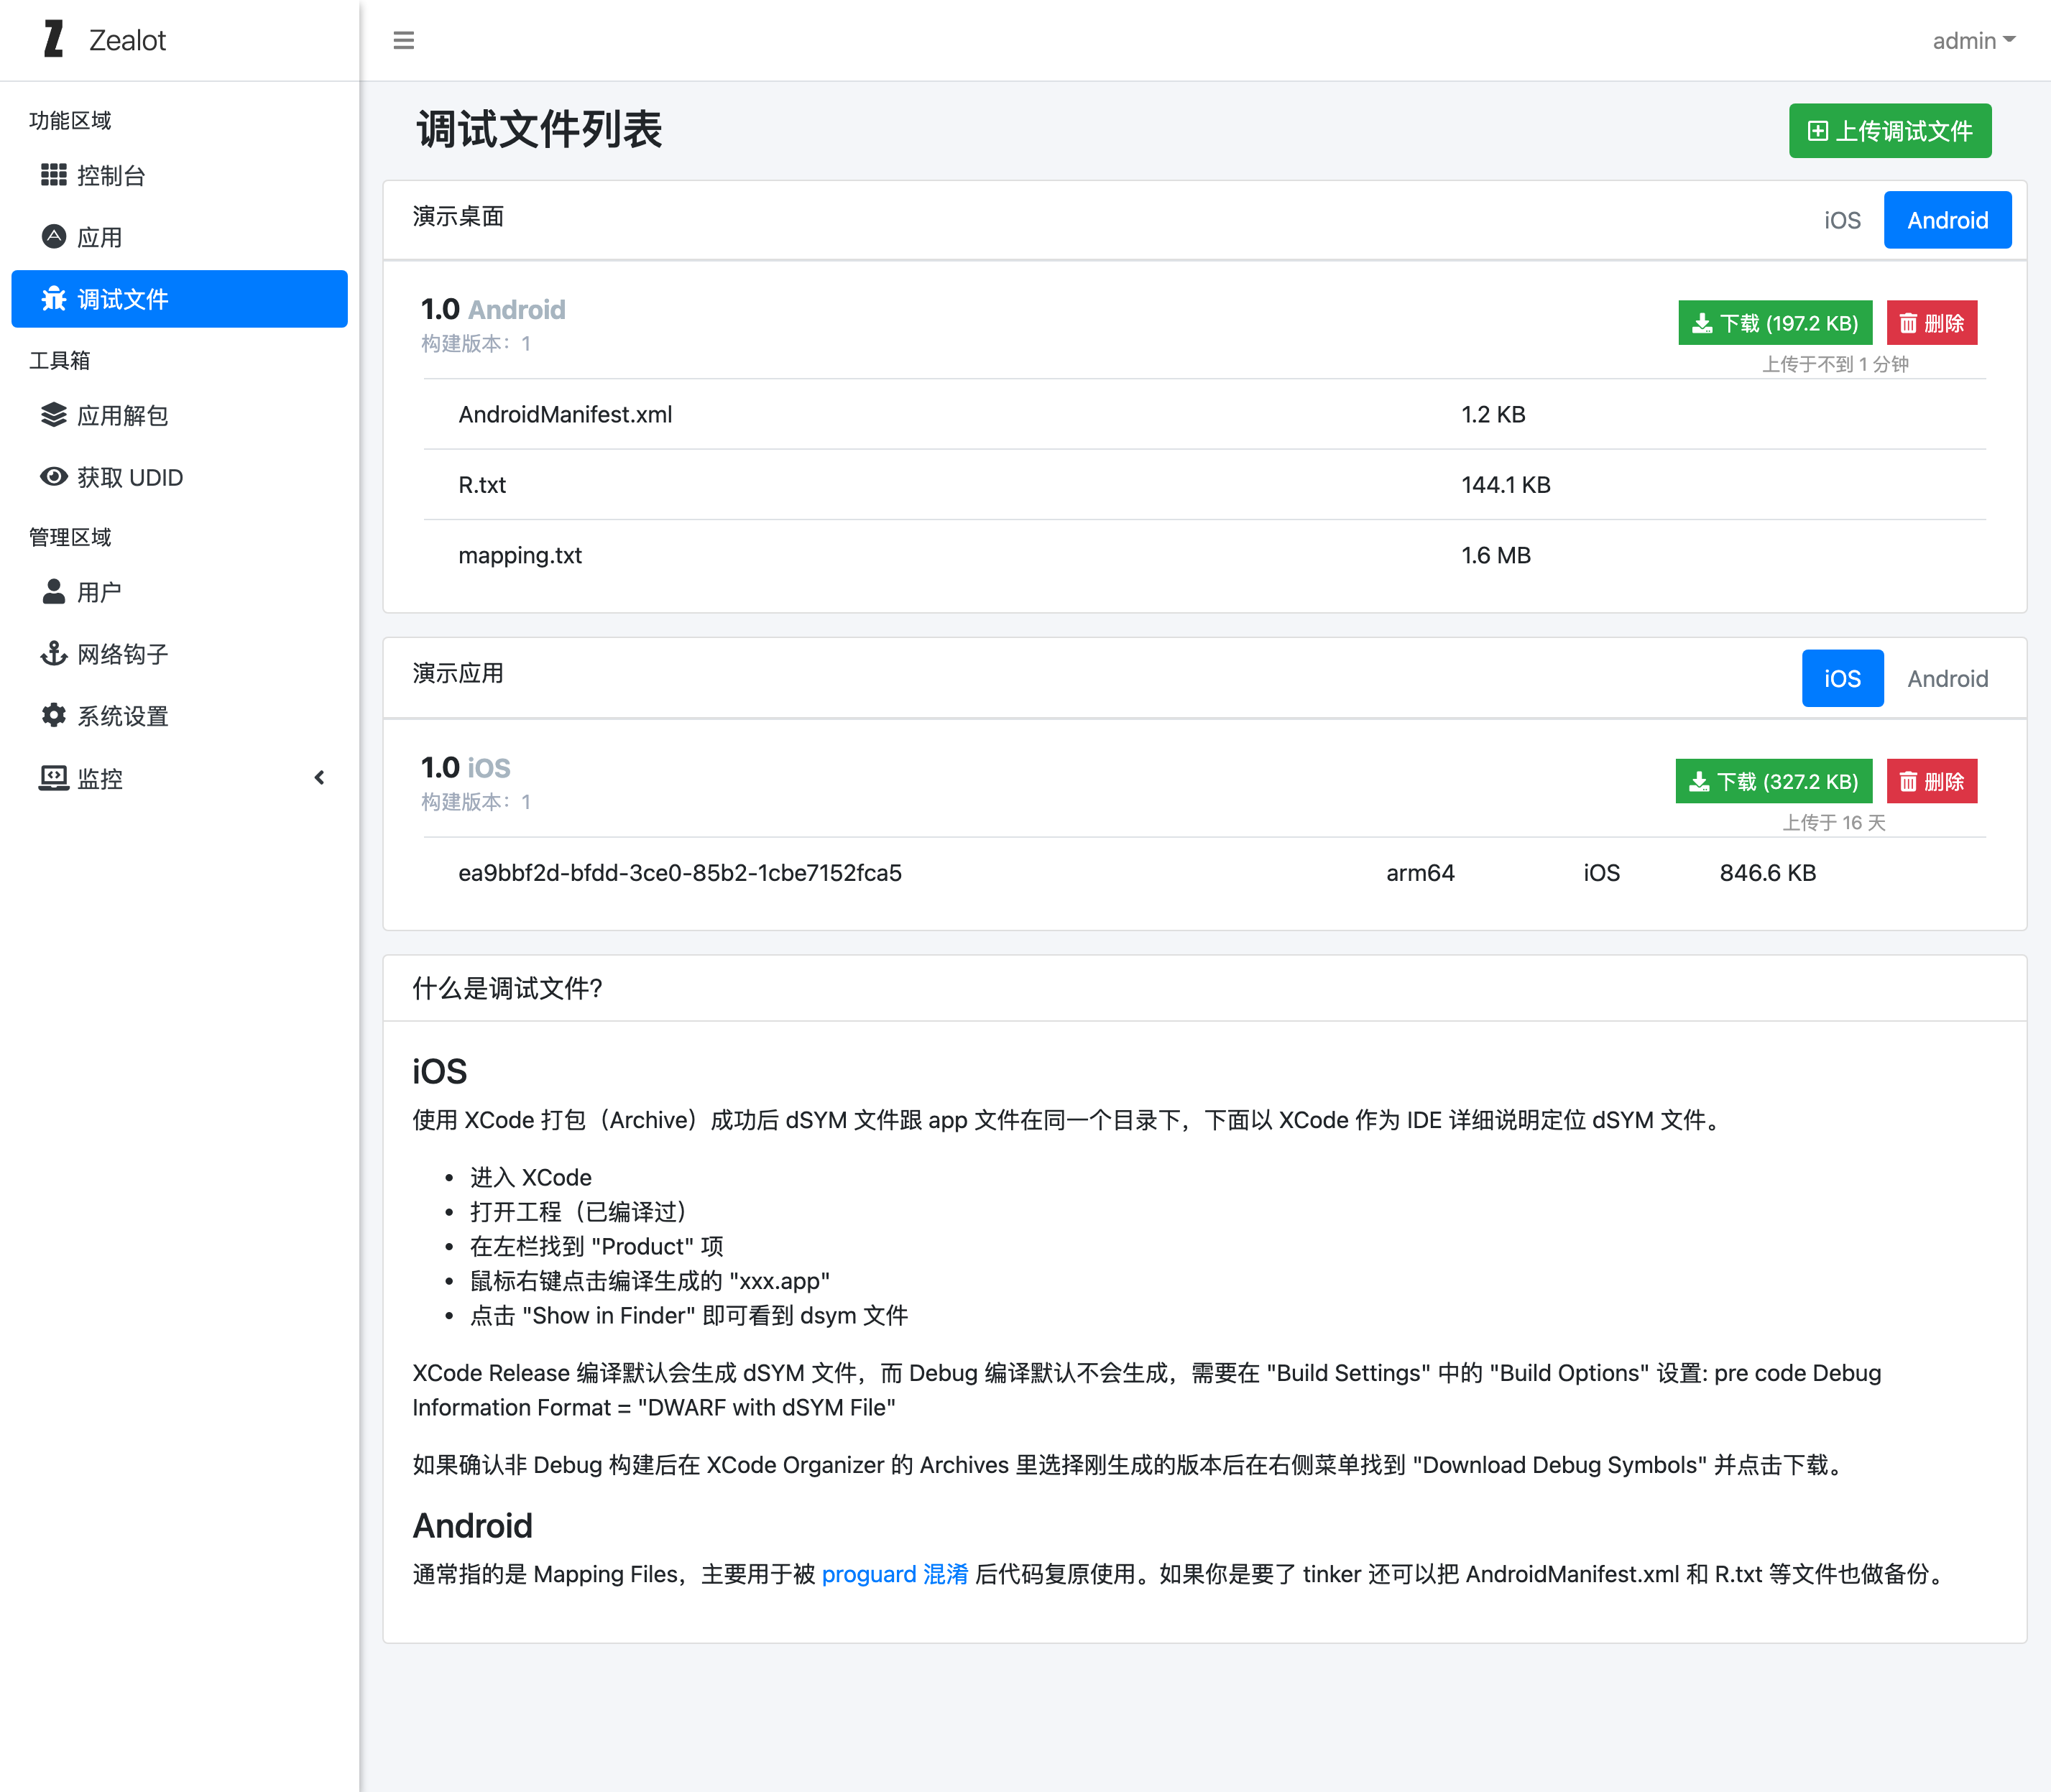 Zealot
admin
功能区域
控制台
应用
调试文件
工具箱
应用解包
获取 UDID
管理区域
用户
网络钩子
系统设置
监控
调试文件列表
上传调试文件
演示桌面
iOS
Android
1.0 Android
构建版本：1
下载 (197.2 KB)
删除
上传于不到 1 分钟
AndroidManifest.xml 1.2 KB
R.txt 144.1 KB
mapping.txt 1.6 MB
演示应用
iOS
Android
1.0 iOS
构建版本：1
下载 (327.2 KB)
删除
上传于 16 天
ea9bbf2d-bfdd-3ce0-85b2-1cbe7152fca5 arm64 iOS 846.6 KB
什么是调试文件?
iOS
使用 XCode 打包（Archive）成功后 dSYM 文件跟 app 文件在同一个目录下，下面以 XCode 作为 IDE 详细说明定位 dSYM 文件。
• 进入 XCode
• 打开工程（已编译过）
• 在左栏找到 "Product" 项
• 鼠标右键点击编译生成的 "xxx.app"
• 点击 "Show in Finder" 即可看到 dsym 文件
XCode Release 编译默认会生成 dSYM 文件，而 Debug 编译默认不会生成，需要在 "Build Settings" 中的 "Build Options" 设置: pre code Debug
Information Format = "DWARF with dSYM File"
如果确认非 Debug 构建后在 XCode Organizer 的 Archives 里选择刚生成的版本后在右侧菜单找到 "Download Debug Symbols" 并点击下载。
Android
通常指的是 Mapping Files，主要用于被 proguard 混淆 后代码复原使用。如果你是要了 tinker 还可以把 AndroidManifest.xml 和 R.txt 等文件也做备份。